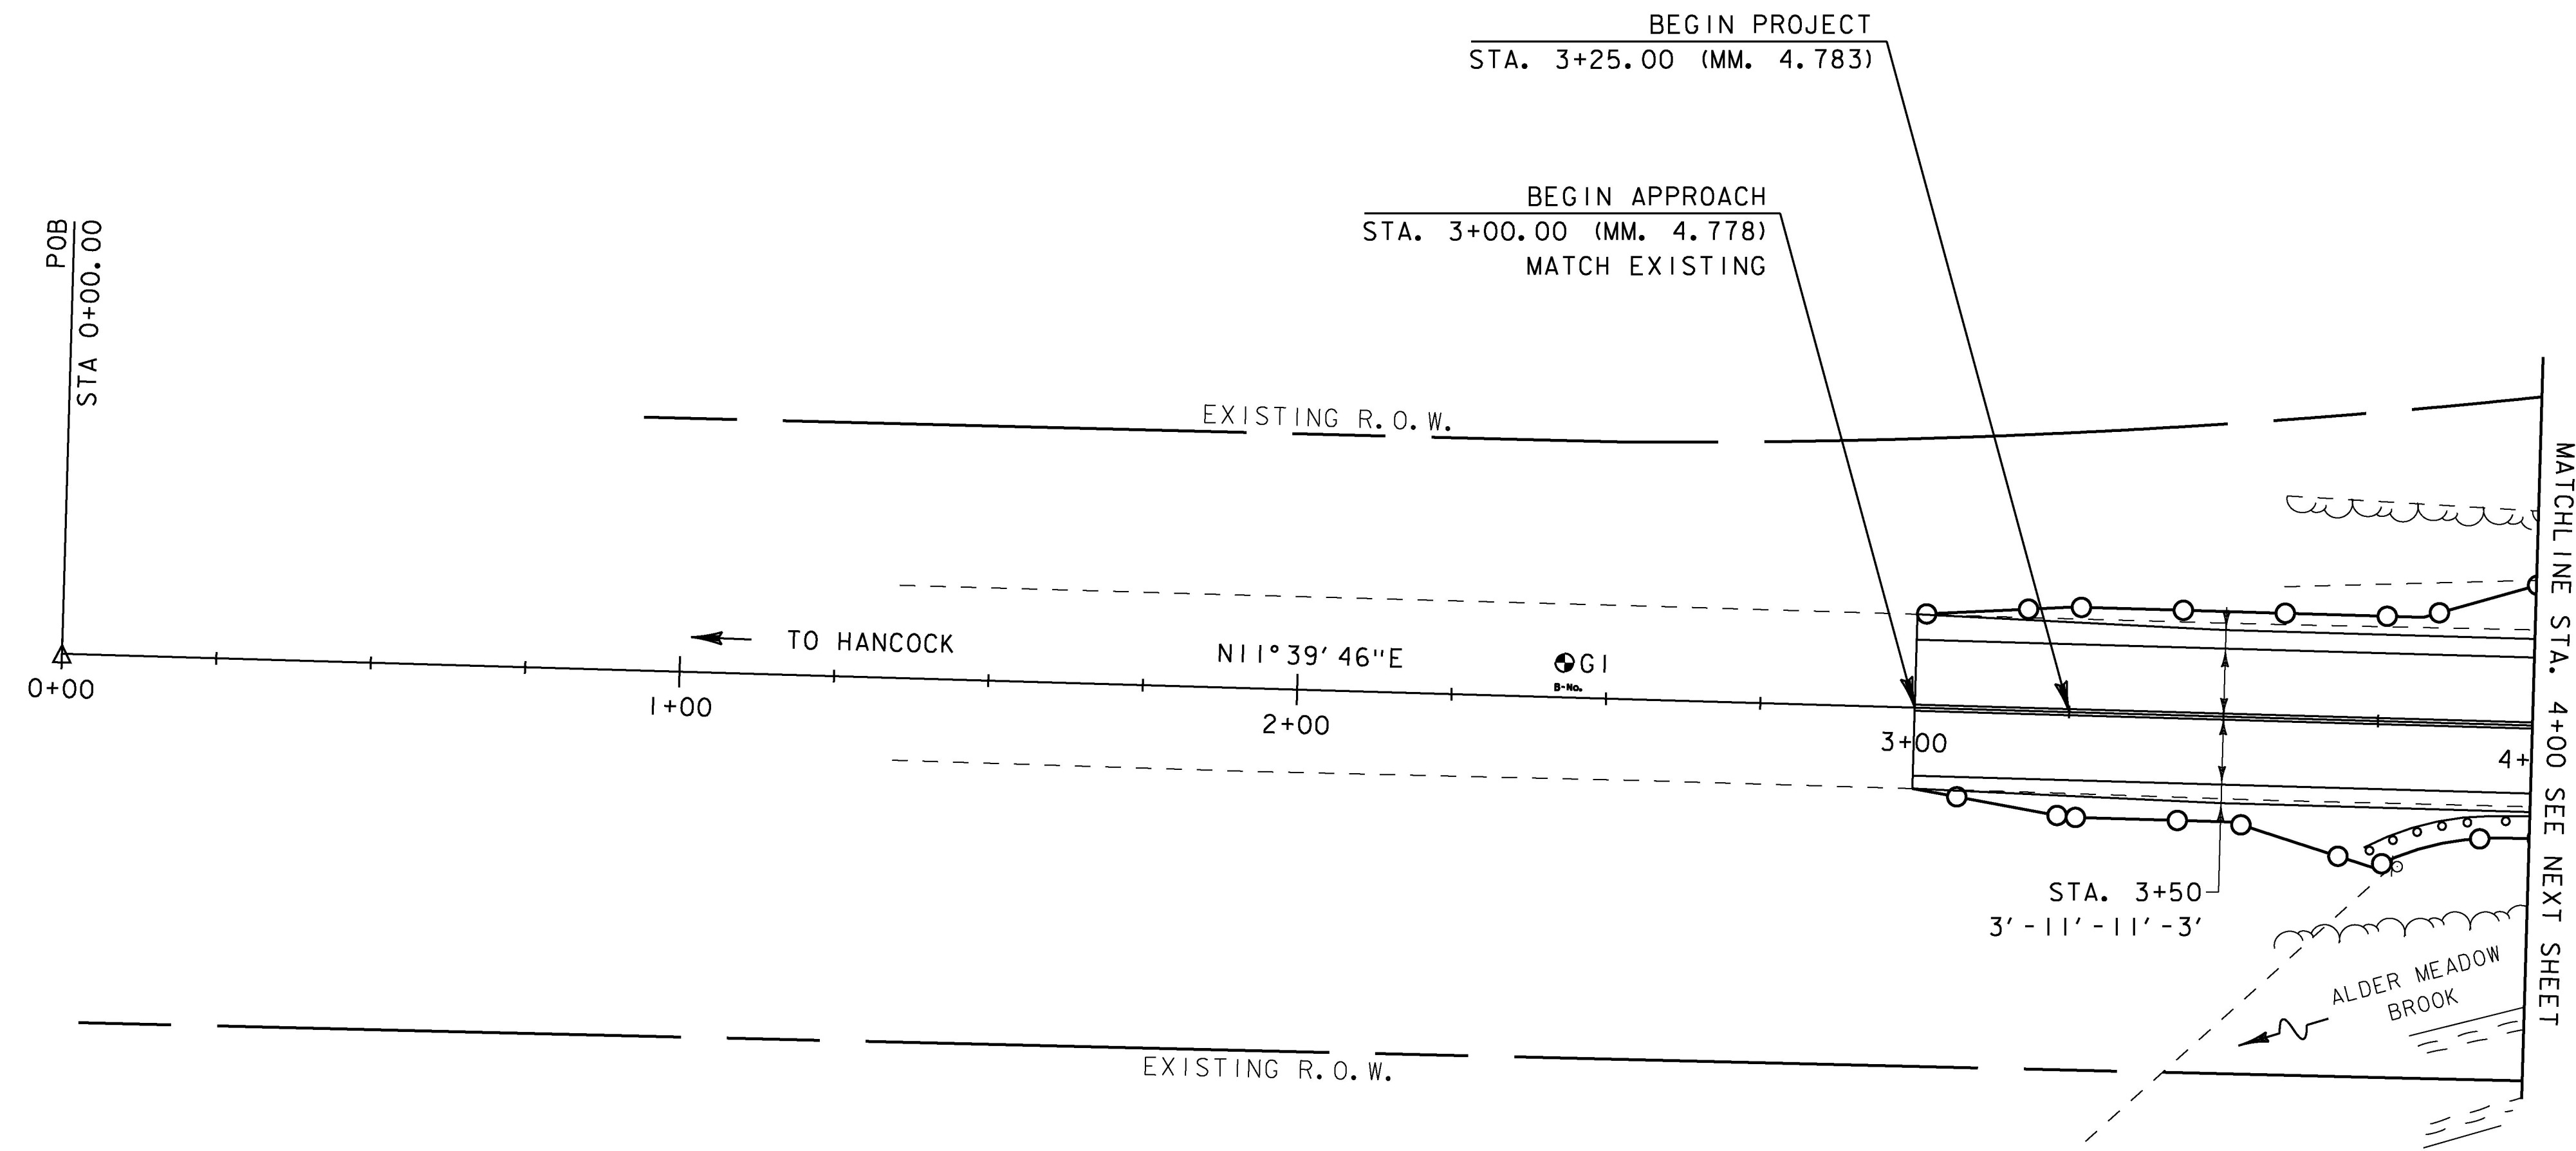 BEGIN PROJECT
STA. 3+25.00 (MM. 4.783)
BEGIN APPROACH
STA. 3+00.00 (MM. 4.778)
MATCH EXISTING
POB
STA 0+00.00
EXISTING R.O.W.
TO HANCOCK
N11°39'46"E
G1
B-No.
0+00
1+00
2+00
3+00
4+
STA. 3+50
3'-11'-11'-3'
ALDER MEADOW
BROOK
EXISTING R.O.W.
MATCHLINE STA. 4+00 SEE NEXT SHEET